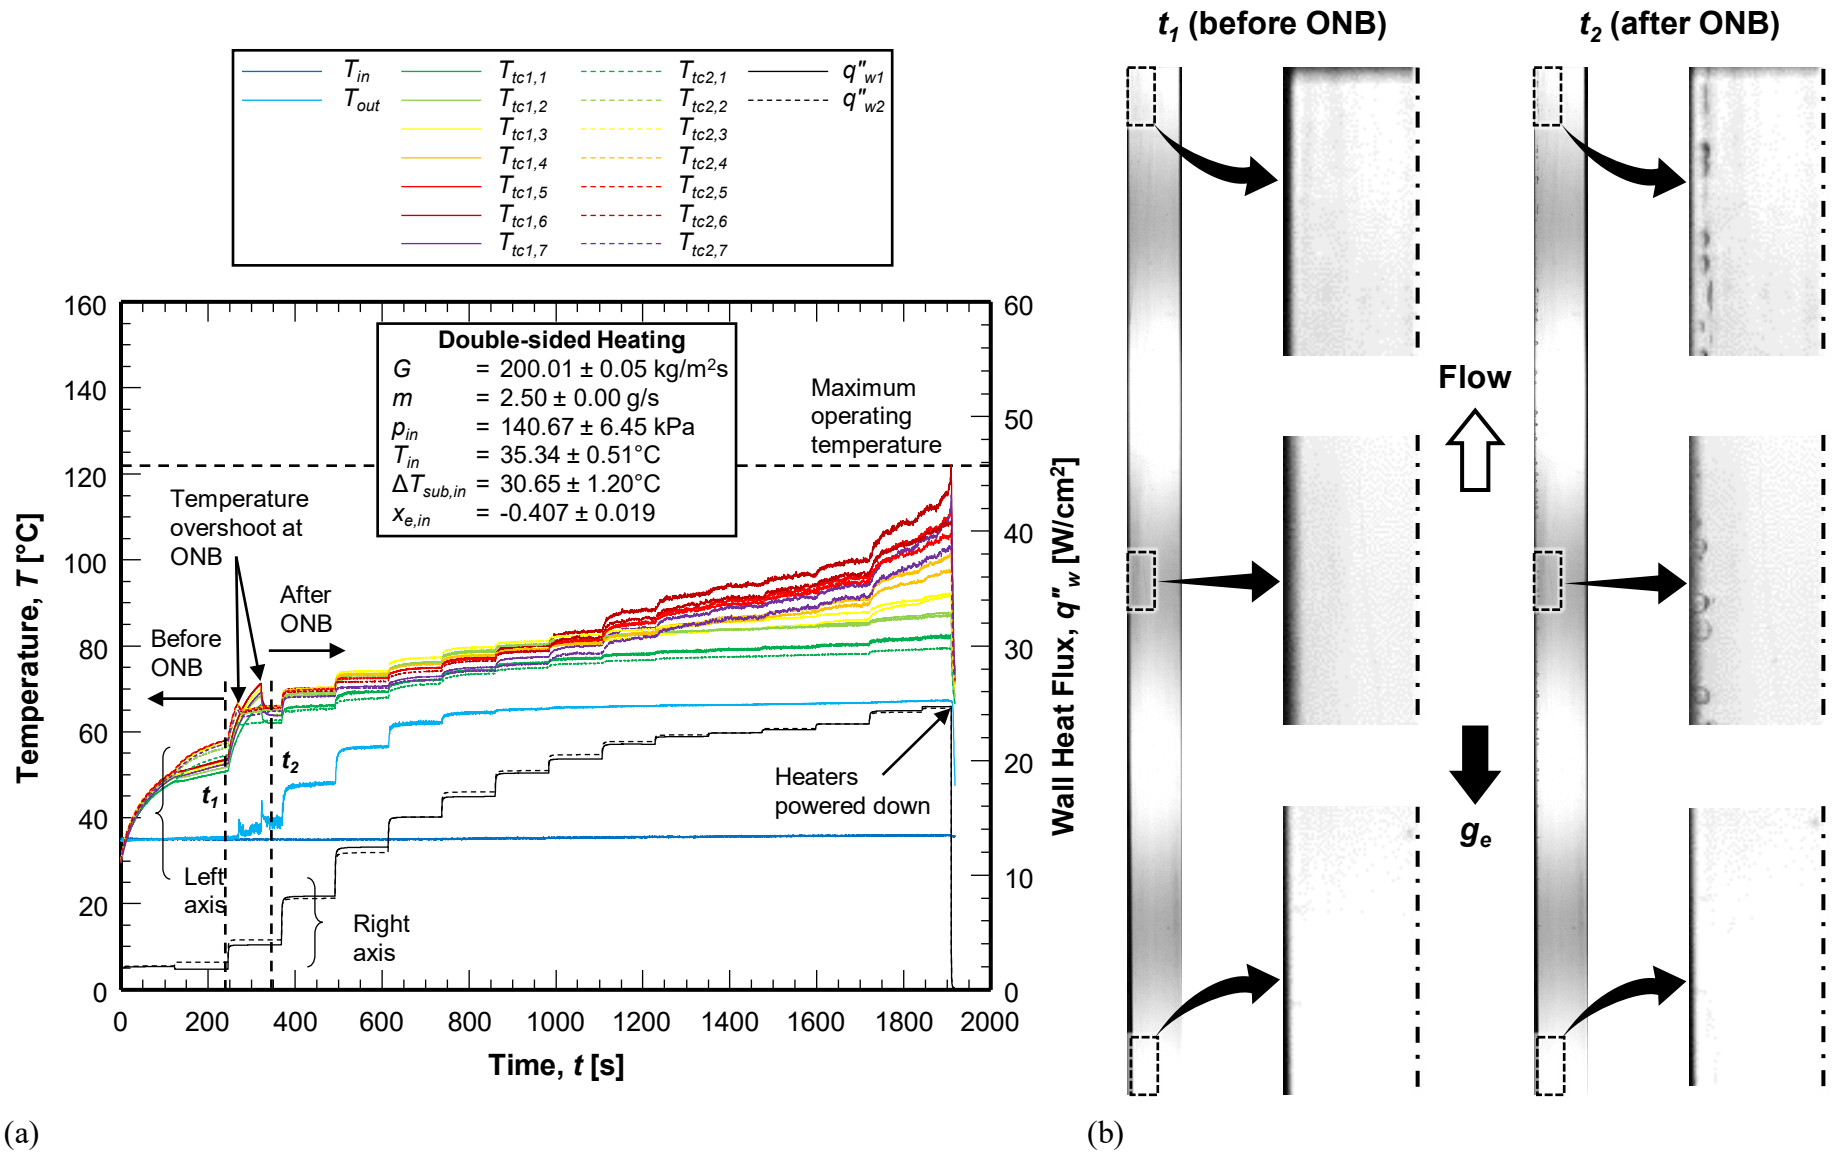 T_in
T_out
T_tc1,1
T_tc1,2
T_tc1,3
T_tc1,4
T_tc1,5
T_tc1,6
T_tc1,7
T_tc2,1
T_tc2,2
T_tc2,3
T_tc2,4
T_tc2,5
T_tc2,6
T_tc2,7
q"_w1
q"_w2
Temperature, T [°C]
160
140
120
100
80
60
40
20
0
Double-sided Heating
G = 200.01 ± 0.05 kg/m²s
m = 2.50 ± 0.00 g/s
p_in = 140.67 ± 6.45 kPa
T_in = 35.34 ± 0.51°C
ΔT_sub,in = 30.65 ± 1.20°C
x_e,in = -0.407 ± 0.019
Maximum
operating
temperature
Temperature
overshoot at
ONB
After
ONB
Before
ONB
t_1
t_2
Left
axis
Right
axis
Heaters
powered down
60
50
40
30
20
10
0
Wall Heat Flux, q"_w [W/cm²]
0 200 400 600 800 1000 1200 1400 1600 1800 2000
Time, t [s]
(a)
t_1 (before ONB)
t_2 (after ONB)
Flow
g_e
(b)